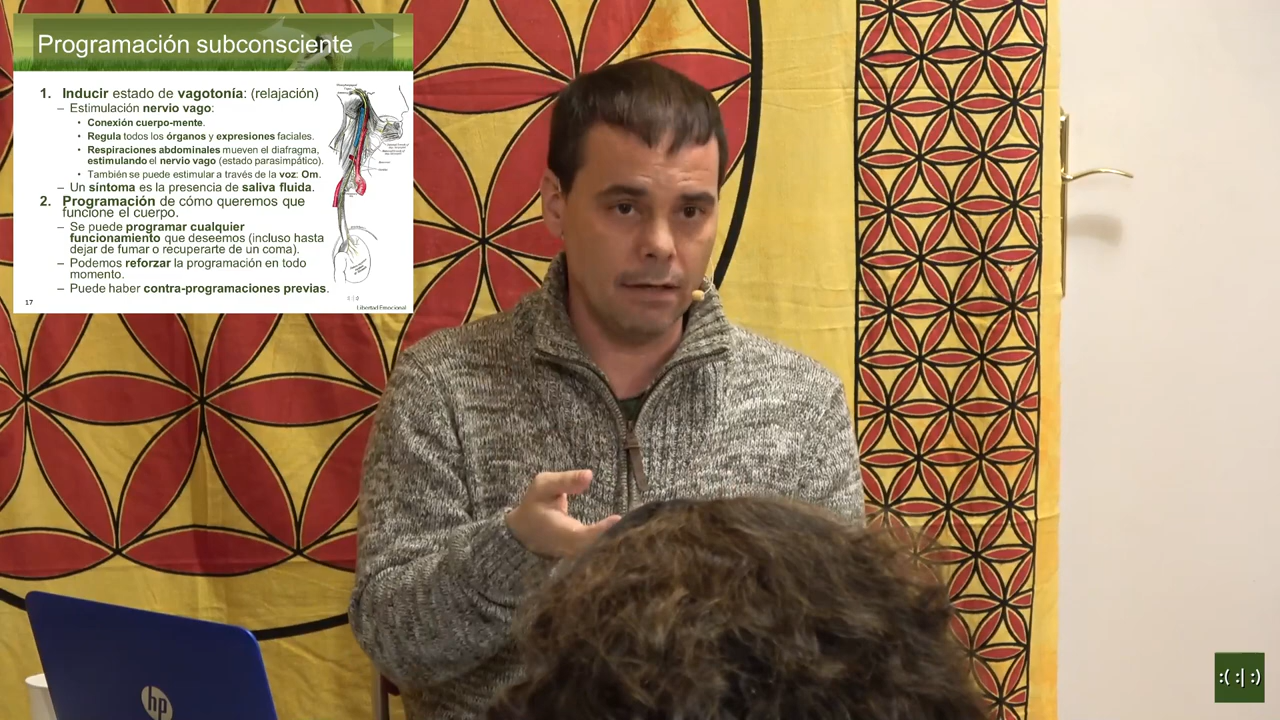 Programación subconsciente
1. Inducir estado de vagotonía: (relajación)
– Estimulación nervio vago:
• Conexión cuerpo-mente.
• Regula todos los órganos y expresiones faciales.
• Respiraciones abdominales mueven el diafragma,
estimulando el nervio vago (estado parasimpático).
• También se puede estimular a través de la voz: Om.
– Un síntoma es la presencia de saliva fluida.
2. Programación de cómo queremos que
funcione el cuerpo.
– Se puede programar cualquier
funcionamiento que deseemos (incluso hasta
dejar de fumar o recuperarte de un coma).
– Podemos reforzar la programación en todo
momento.
– Puede haber contra-programaciones previas.
17
Libertad Emocional
hp
:( :| :)